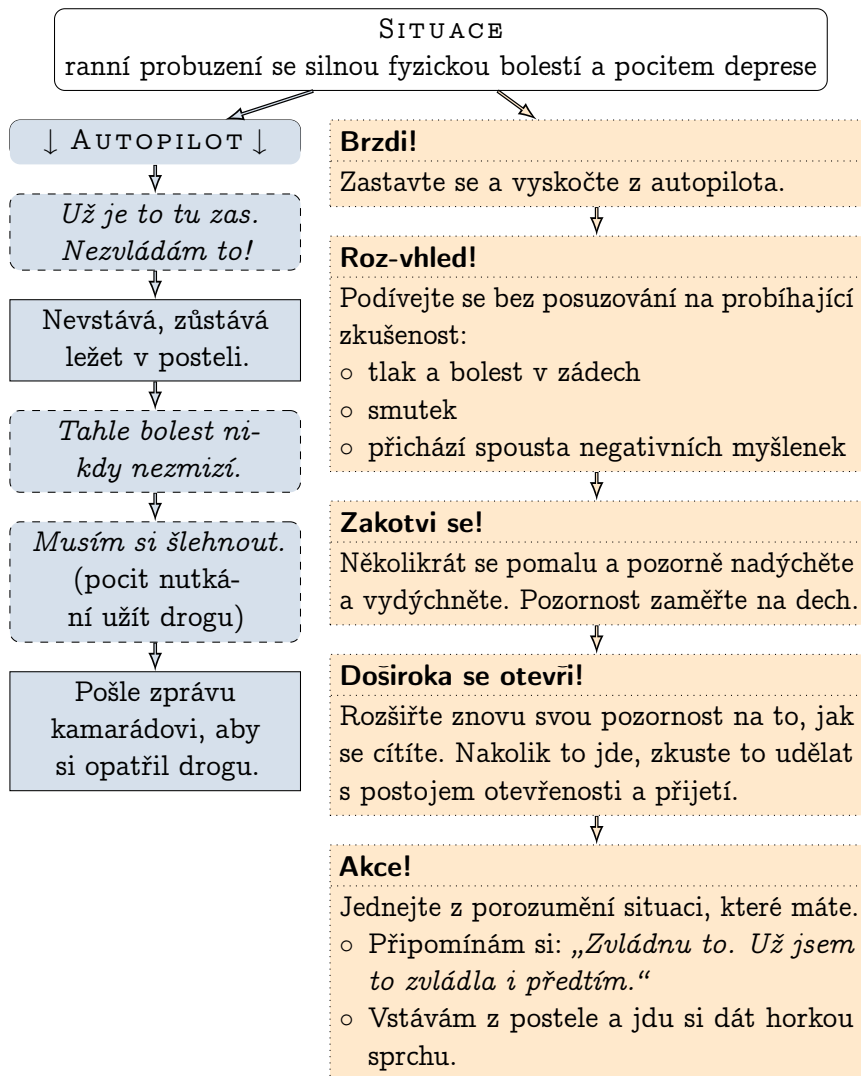 SITUACE
ranní probuzení se silnou fyzickou bolestí a pocitem deprese
↓ AUTOPILOT ↓
Už je to tu zas.
Nezvládám to!
Nevstává, zůstává
ležet v posteli.
Tahle bolest ni-
kdy nezmizí.
Musím si šlehnout.
(pocit nutká-
ní užít drogu)
Pošle zprávu
kamarádovi, aby
si opatřil drogu.
Brzdi!
Zastavte se a vyskočte z autopilota.
Roz-vhled!
Podívejte se bez posuzování na probíhající
zkušenost:
◦ tlak a bolest v zádech
◦ smutek
◦ přichází spousta negativních myšlenek
Zakotvi se!
Několikrát se pomalu a pozorně nadýchěte
a vydýchněte. Pozornost zaměřte na dech.
Doširoka se otevři!
Rozšiřte znovu svou pozornost na to, jak
se cítíte. Nakolik to jde, zkuste to udělat
s postojem otevřenosti a přijetí.
Akce!
Jednejte z porozumění situaci, které máte.
◦ Připomínám si: „Zvládnu to. Už jsem
to zvládla i předtím.“
◦ Vstávám z postele a jdu si dát horkou
sprchu.